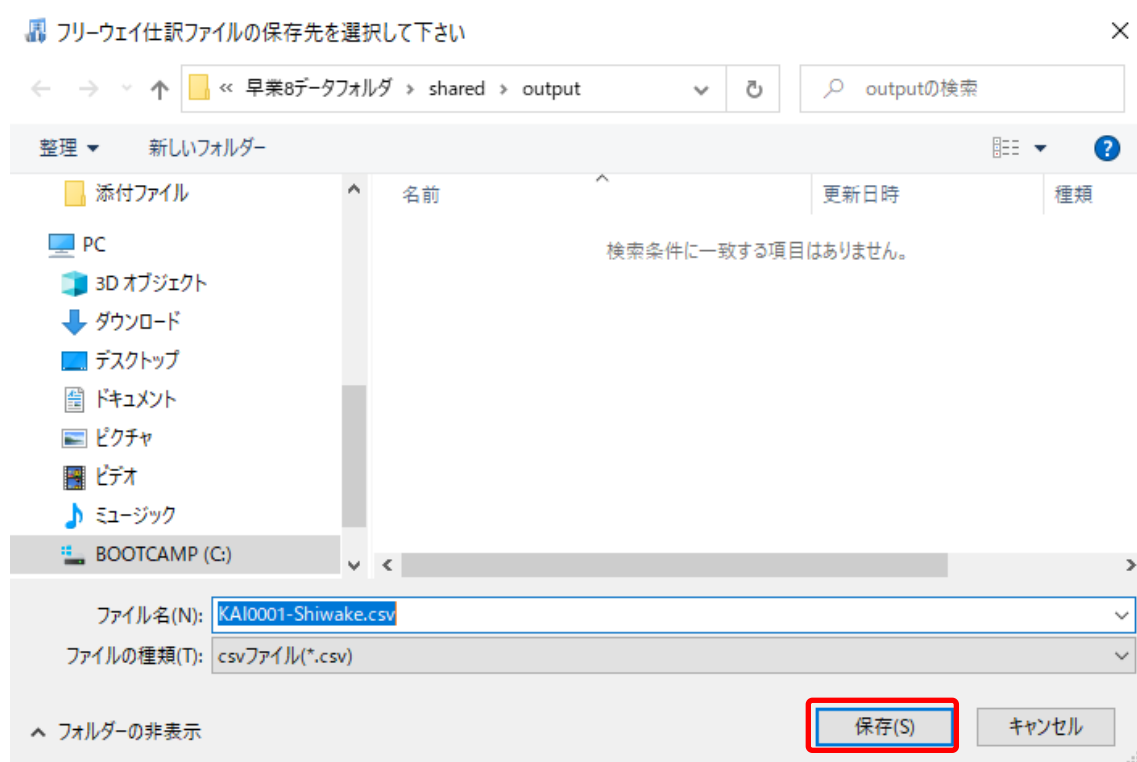 フリーウェイ仕訳ファイルの保存先を選択して下さい
« 早業8データフォルダ › shared › output
outputの検索
整理 新しいフォルダー
?
添付ファイル
PC
3D オブジェクト
ダウンロード
デスクトップ
ドキュメント
ピクチャ
ビデオ
ミュージック
BOOTCAMP (C:)
名前 更新日時 種類
検索条件に一致する項目はありません。
ファイル名(N): KAI0001-Shiwake.csv
ファイルの種類(T): csvファイル(*.csv)
フォルダーの非表示
保存(S) キャンセル